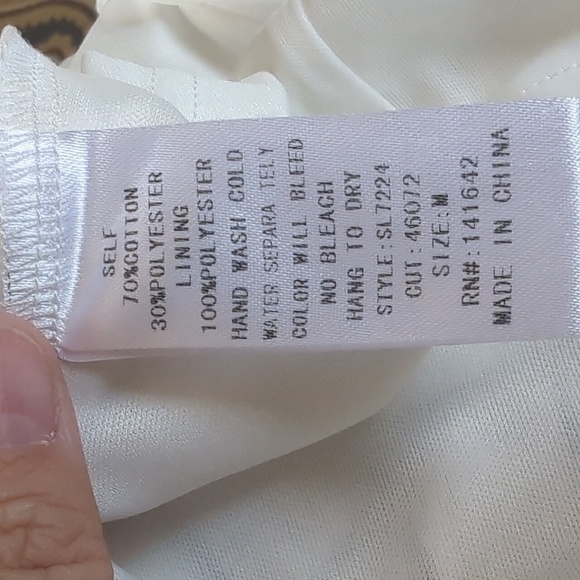 SELF
70%COTTON
30%POLYESTER
LINING
100%POLYESTER
HAND WASH COLD
WATER SEPARA TELY
COLOR WILL BLEED
NO BLEACH
HANG TO DRY
STYLE:SL7224
CUT:46072
SIZE:M
RN#:141642
MADE IN CHINA